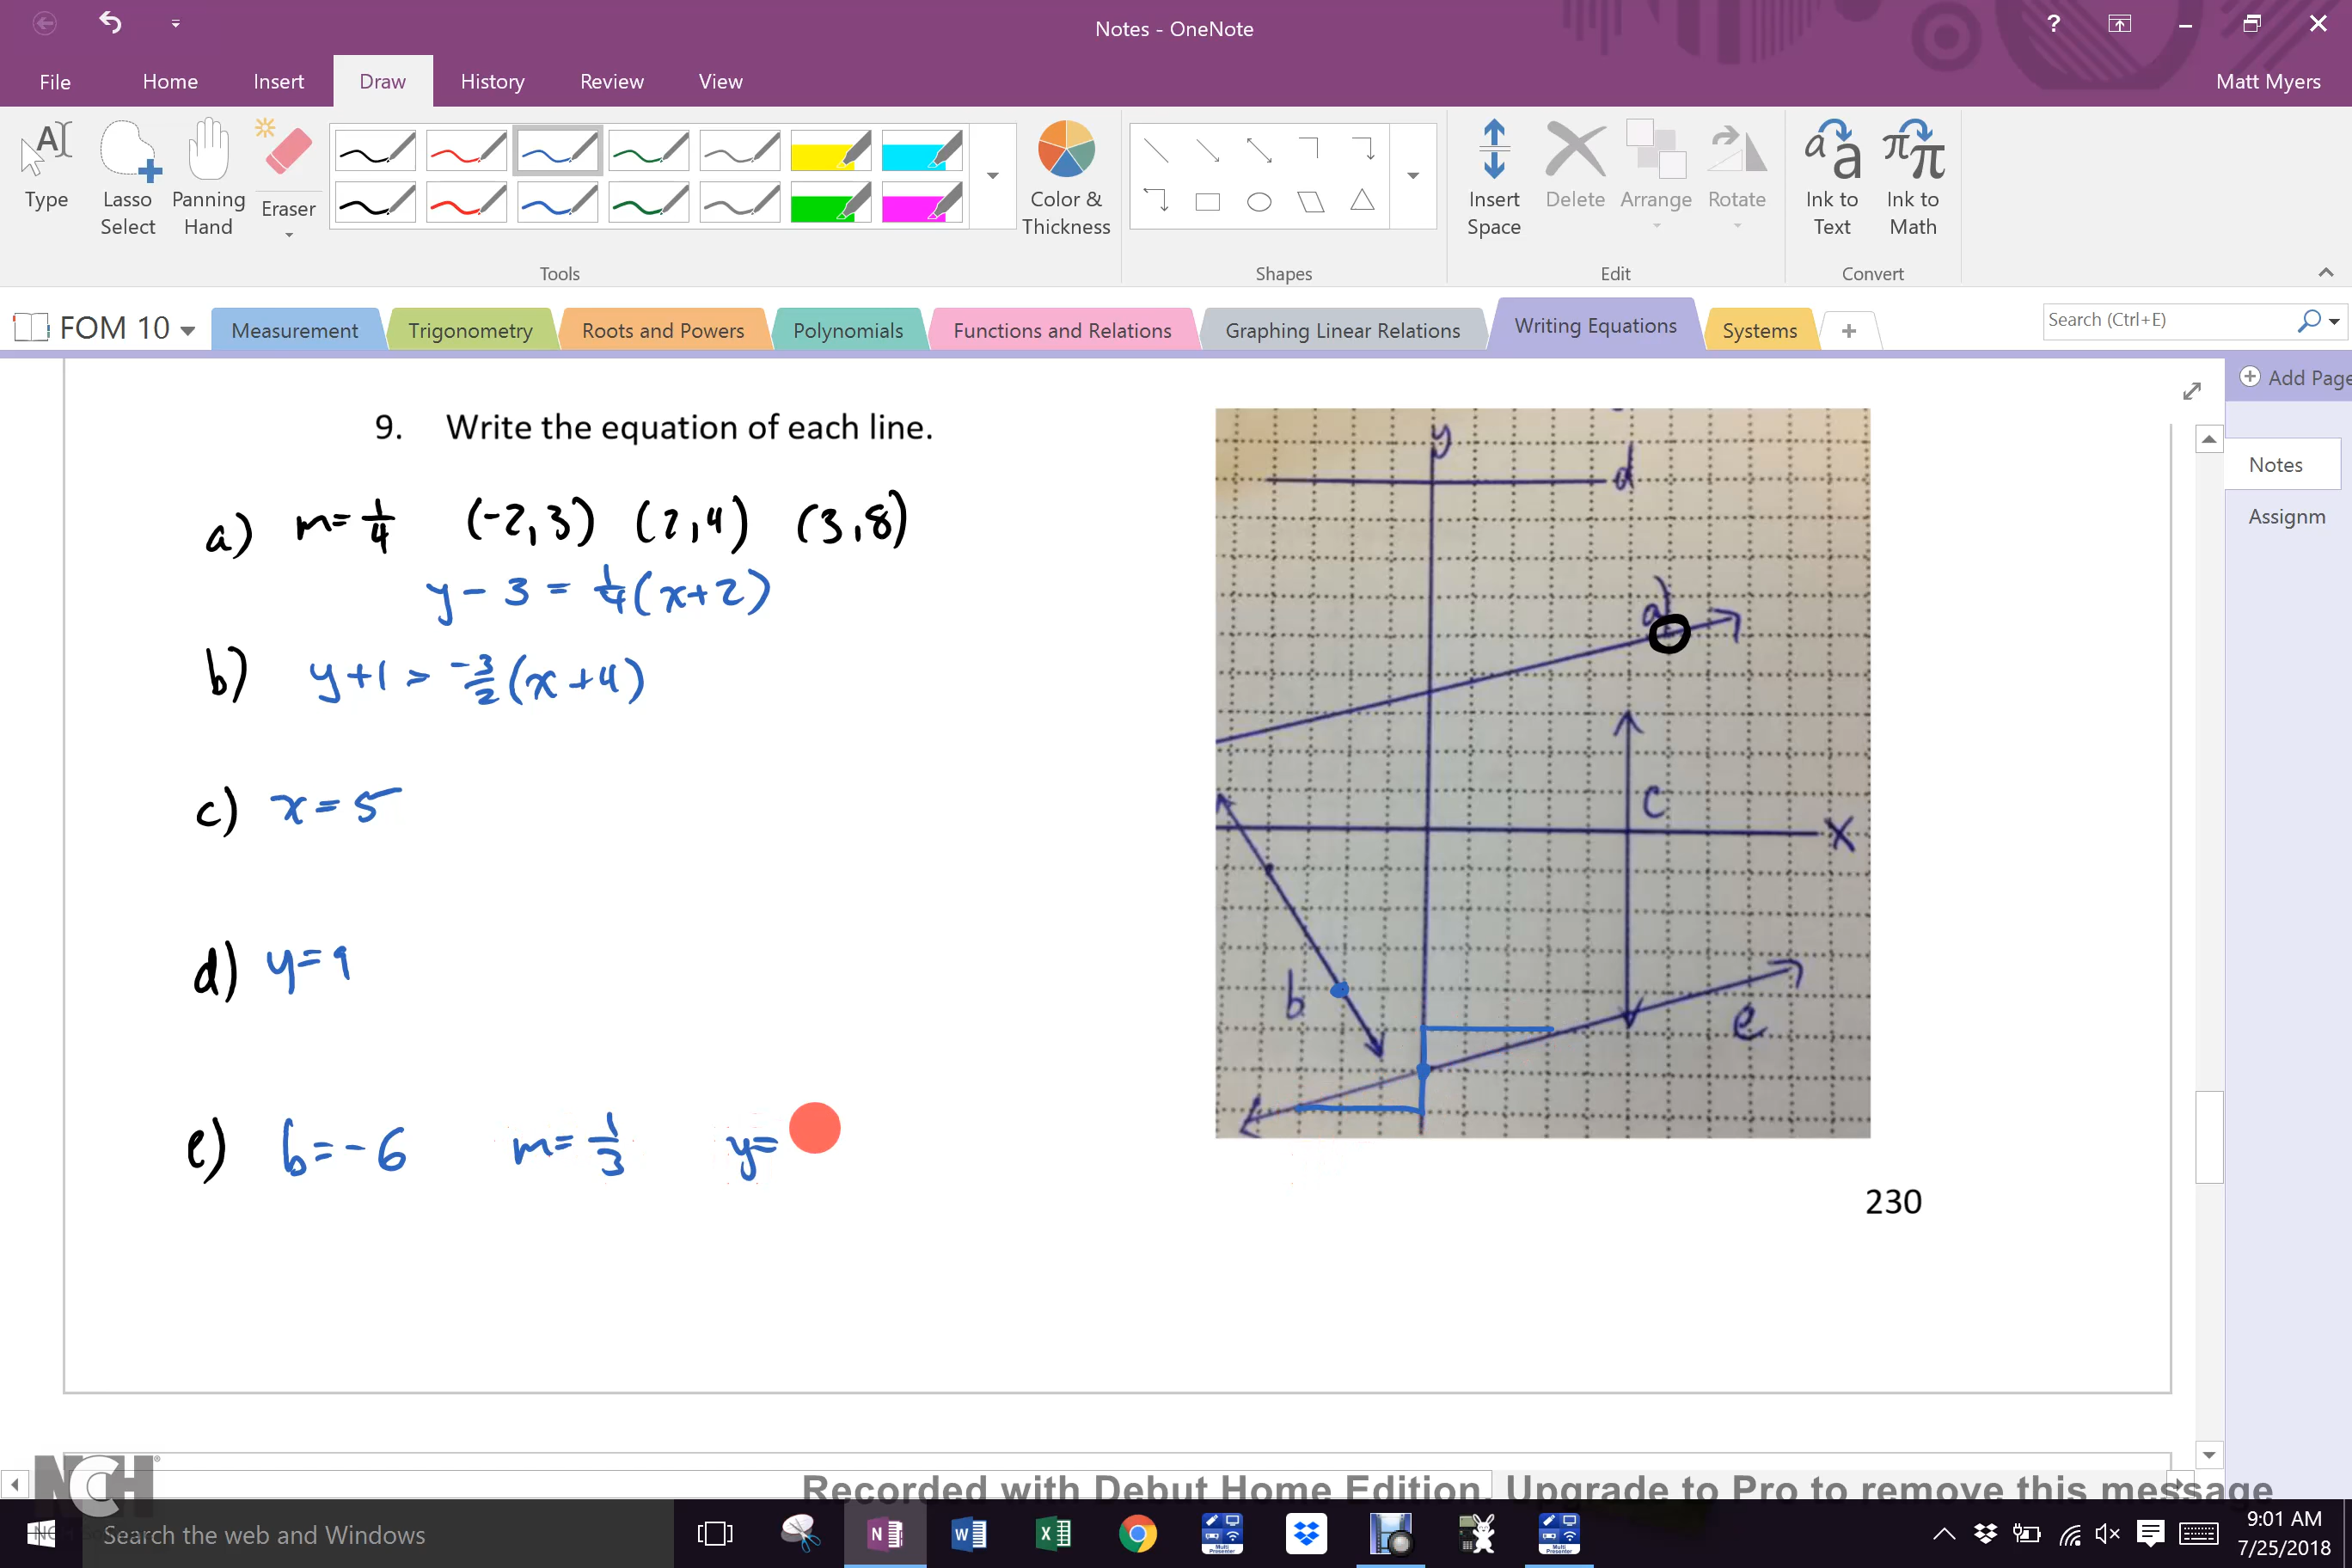 Notes - OneNote
File Home Insert Draw History Review View Matt Myers
Type Lasso Select Panning Hand Eraser Color & Thickness Insert Space Delete Arrange Rotate Ink to Text Ink to Math
Tools Shapes Edit Convert
FOM 10 Measurement Trigonometry Roots and Powers Polynomials Functions and Relations Graphing Linear Relations Writing Equations Systems Search (Ctrl+E)
Add Page
Notes
Assignm
9. Write the equation of each line.
a) m = 1/4 (-2,3) (2,4) (3,8)
y - 3 = 1/4 (x+2)
b) y+1 = -3/2 (x+4)
c) x = 5
d) y = 9
e) b = -6 m = 1/3 y =
y
d
a)
c
x
b
e
230
NCH
Recorded with Debut Home Edition. Upgrade to Pro to remove this message
Search the web and Windows
9:01 AM
7/25/2018